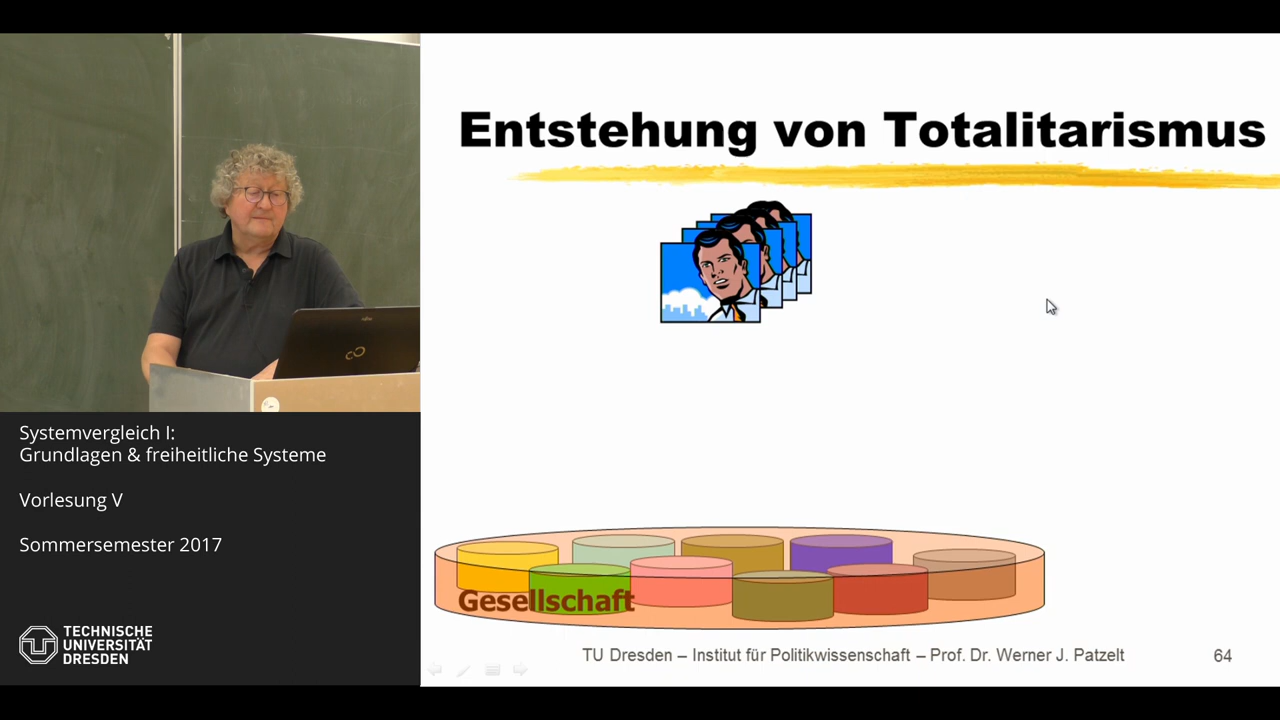 Entstehung von Totalitarismus
Systemvergleich I:
Grundlagen & freiheitliche Systeme
Vorlesung V
Sommersemester 2017
Gesellschaft
TECHNISCHE
UNIVERSITÄT
DRESDEN
TU Dresden – Institut für Politikwissenschaft – Prof. Dr. Werner J. Patzelt
64